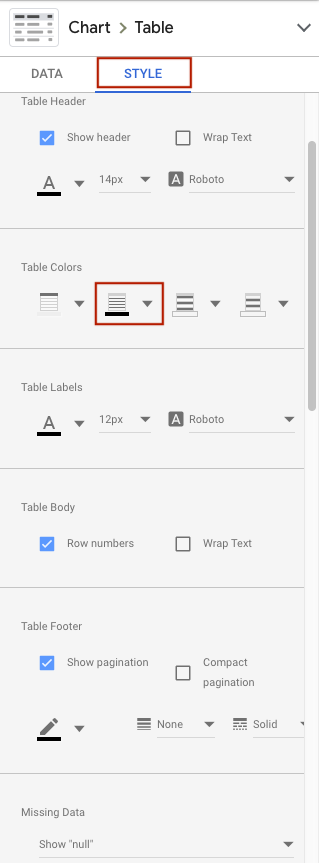 Chart > Table
DATA STYLE
Table Header
Show header Wrap Text
A 14px A Roboto
Table Colors
Table Labels
A 12px A Roboto
Table Body
Row numbers Wrap Text
Table Footer
Show pagination Compact
pagination
None Solid
Missing Data
Show "null"